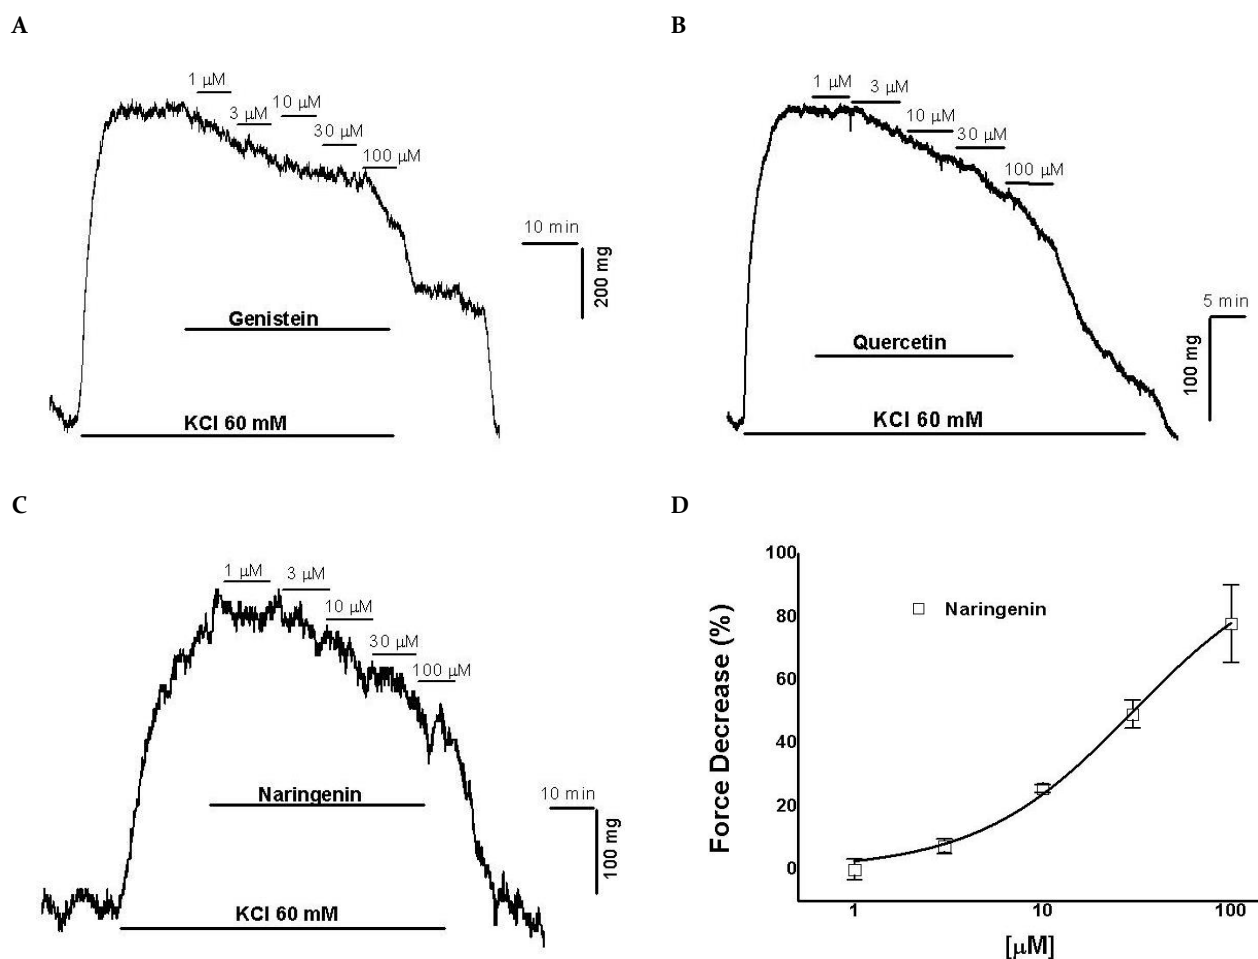 A
B
1 µM
3 µM
10 µM
30 µM
100 µM
10 min
200 mg
Genistein
KCl 60 mM
1 µM
3 µM
10 µM
30 µM
100 µM
5 min
100 mg
Quercetin
KCl 60 mM
C
D
1 µM
3 µM
10 µM
30 µM
100 µM
10 min
100 mg
Naringenin
KCl 60 mM
Force Decrease (%)
100
80
60
40
20
0
Naringenin
1
10
100
[µM]